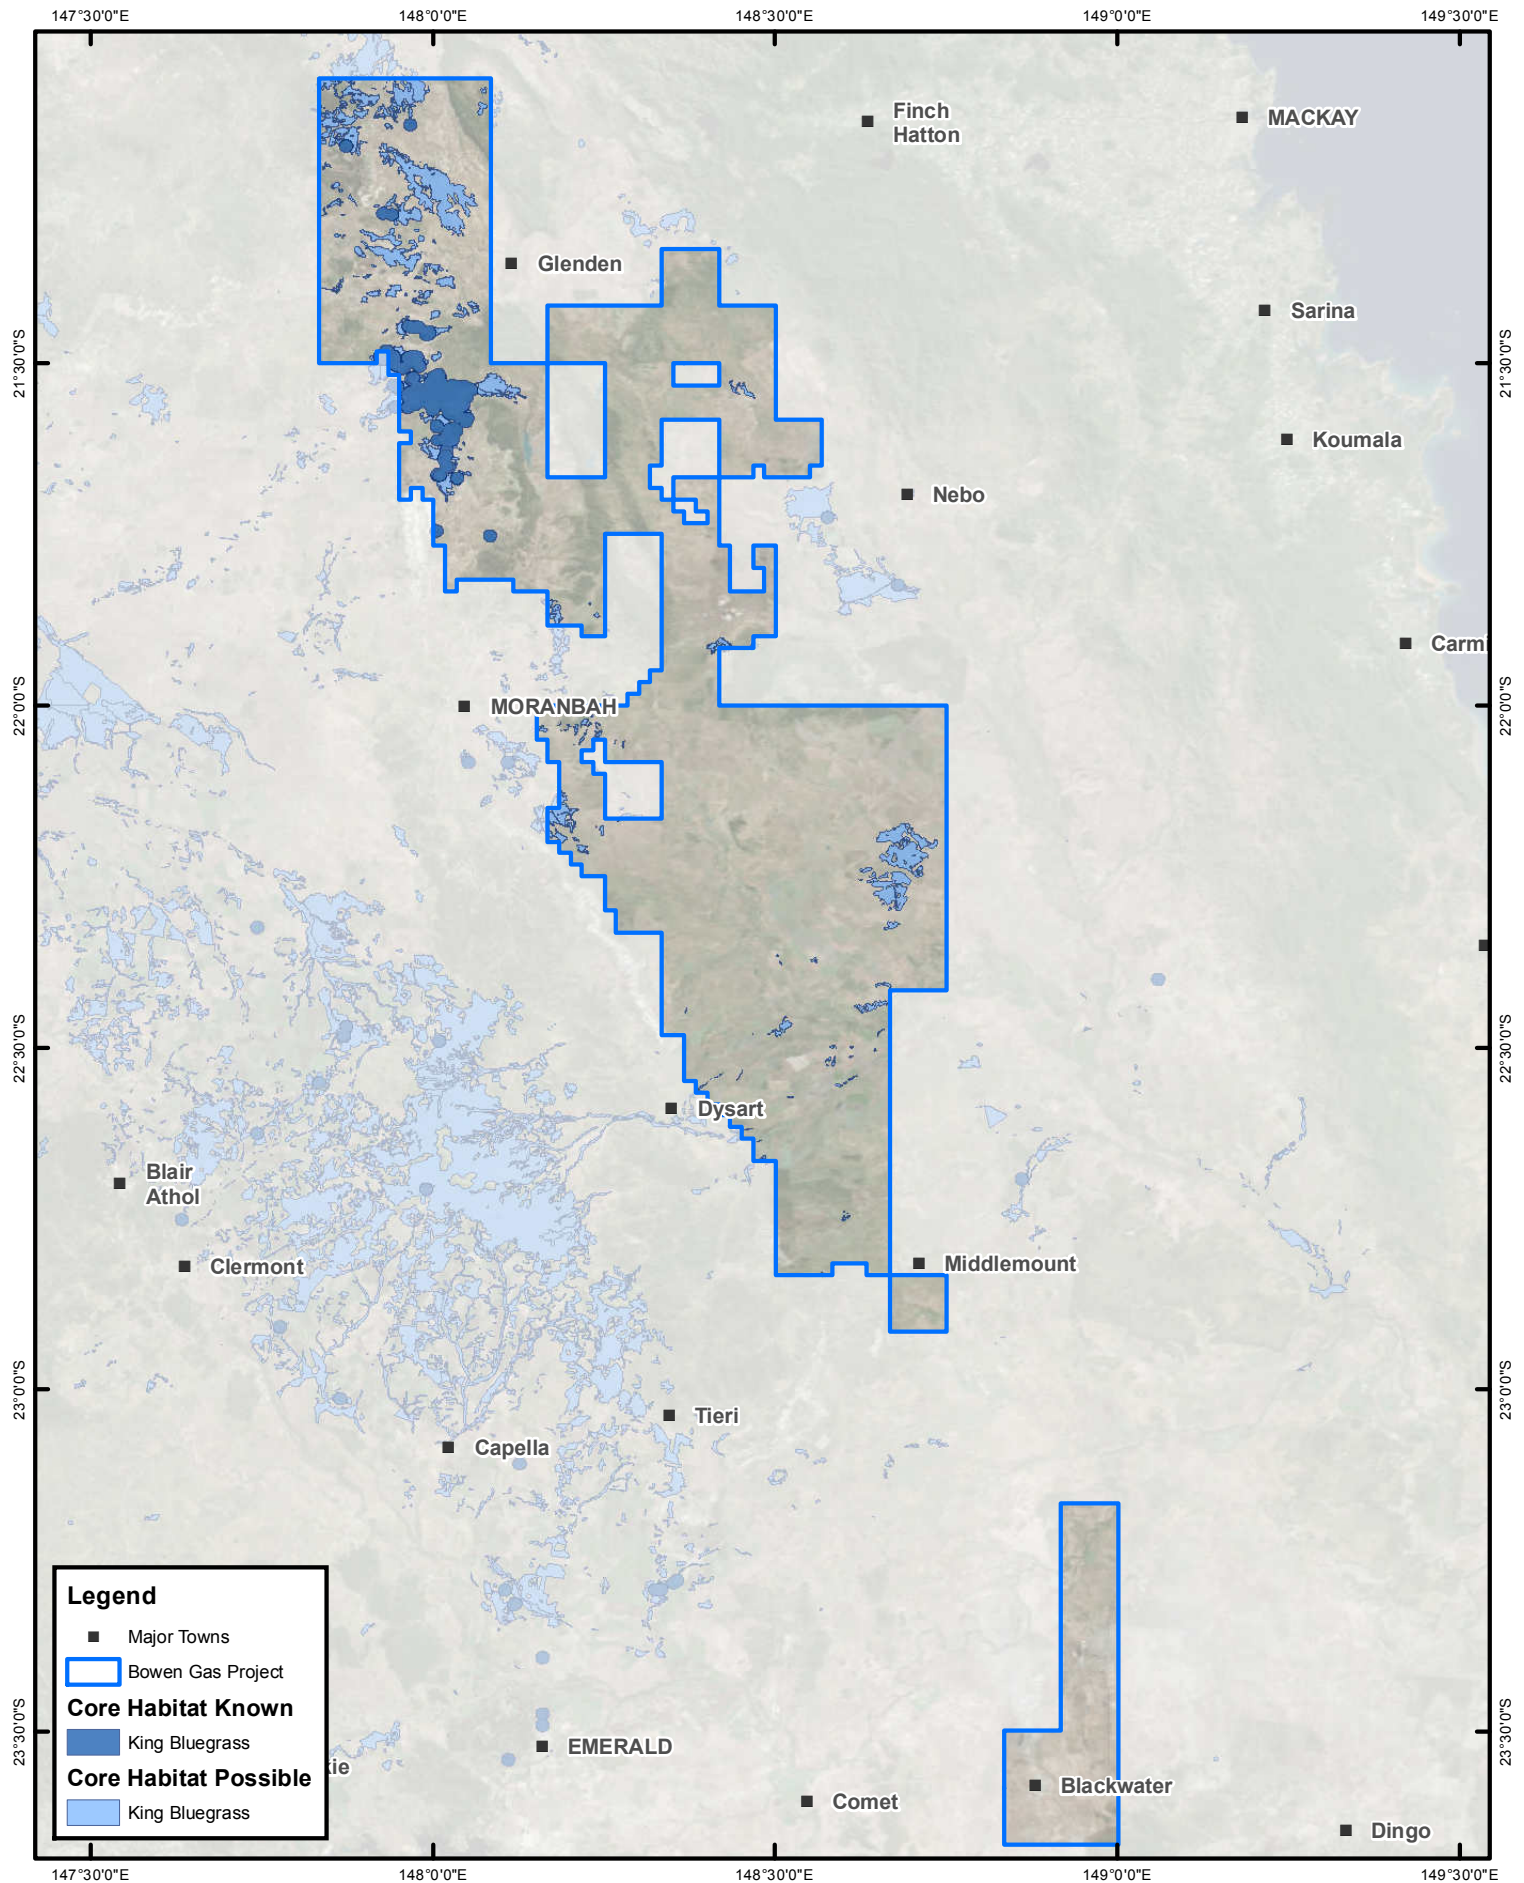 147°30'0"E
148°0'0"E
148°30'0"E
149°0'0"E
149°30'0"E
Finch
Hatton
MACKAY
Glenden
Sarina
21°30'0"S
21°30'0"S
Koumala
Nebo
Carmi
22°0'0"S
MORANBAH
22°0'0"S
22°30'0"S
22°30'0"S
Dysart
Blair
Athol
Clermont
Middlemount
23°0'0"S
23°0'0"S
Tieri
Capella
Legend
Major Towns
Bowen Gas Project
Core Habitat Known
King Bluegrass
Core Habitat Possible
King Bluegrass
23°30'0"S
23°30'0"S
EMERALD
kie
Blackwater
Comet
Dingo
147°30'0"E
148°0'0"E
148°30'0"E
149°0'0"E
149°30'0"E